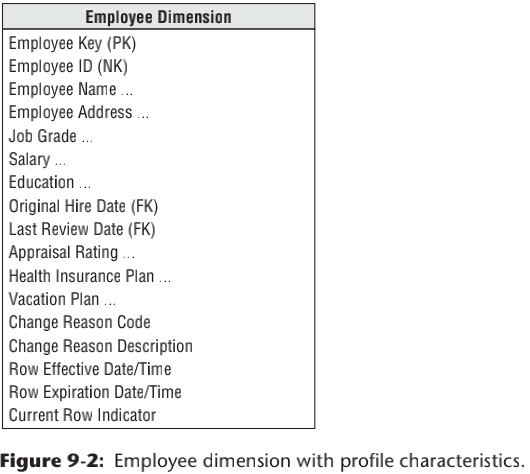 Employee Dimension
Employee Key (PK)
Employee ID (NK)
Employee Name ...
Employee Address ...
Job Grade ...
Salary ...
Education ...
Original Hire Date (FK)
Last Review Date (FK)
Appraisal Rating ...
Health Insurance Plan ...
Vacation Plan ...
Change Reason Code
Change Reason Description
Row Effective Date/Time
Row Expiration Date/Time
Current Row Indicator
Figure 9-2: Employee dimension with profile characteristics.